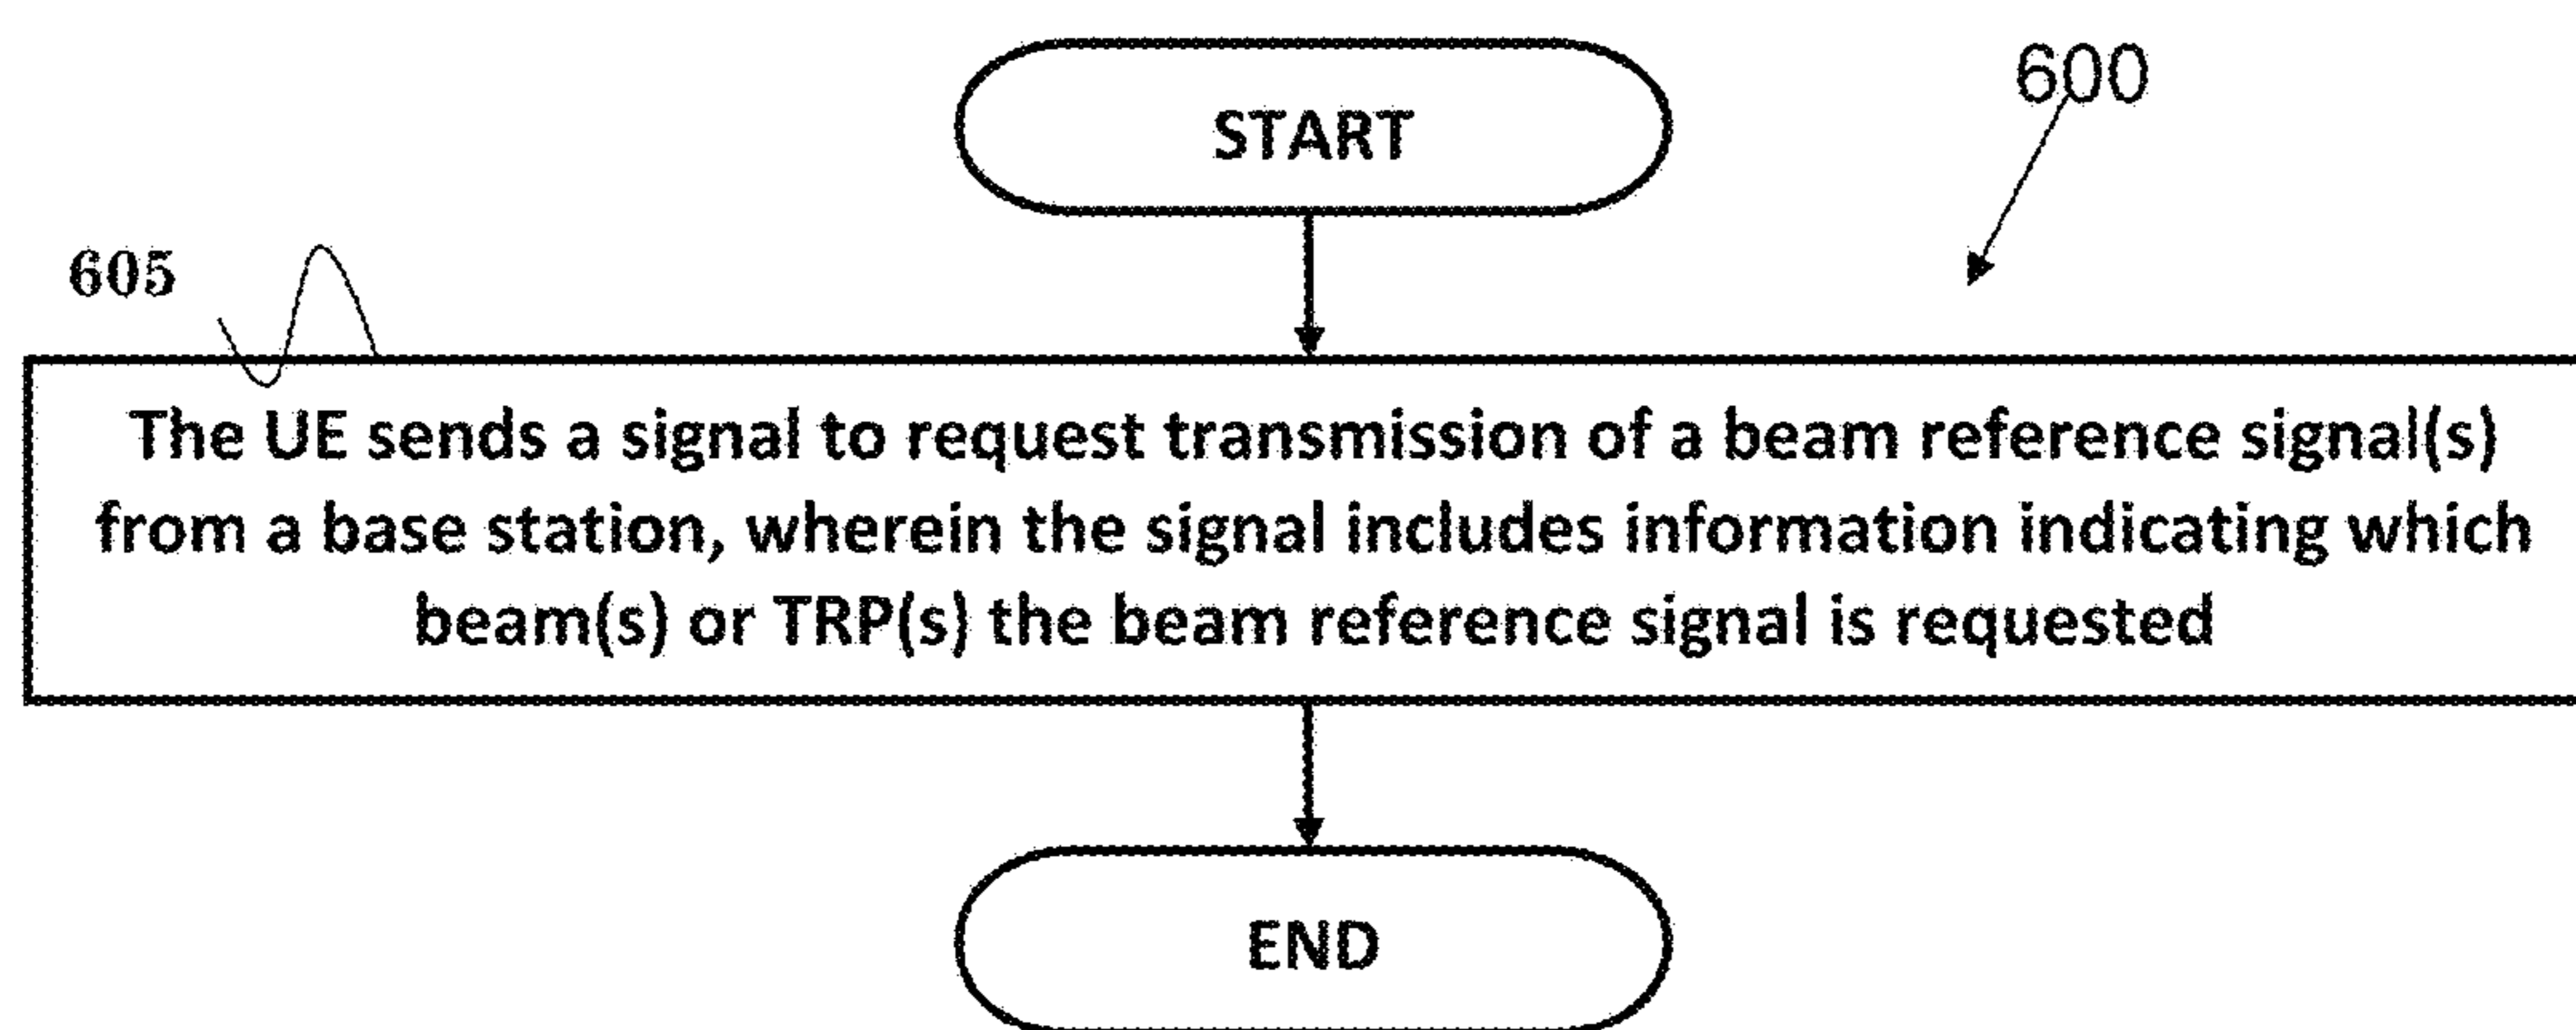 START
600
605
The UE sends a signal to request transmission of a beam reference signal(s)
from a base station, wherein the signal includes information indicating which
beam(s) or TRP(s) the beam reference signal is requested
END